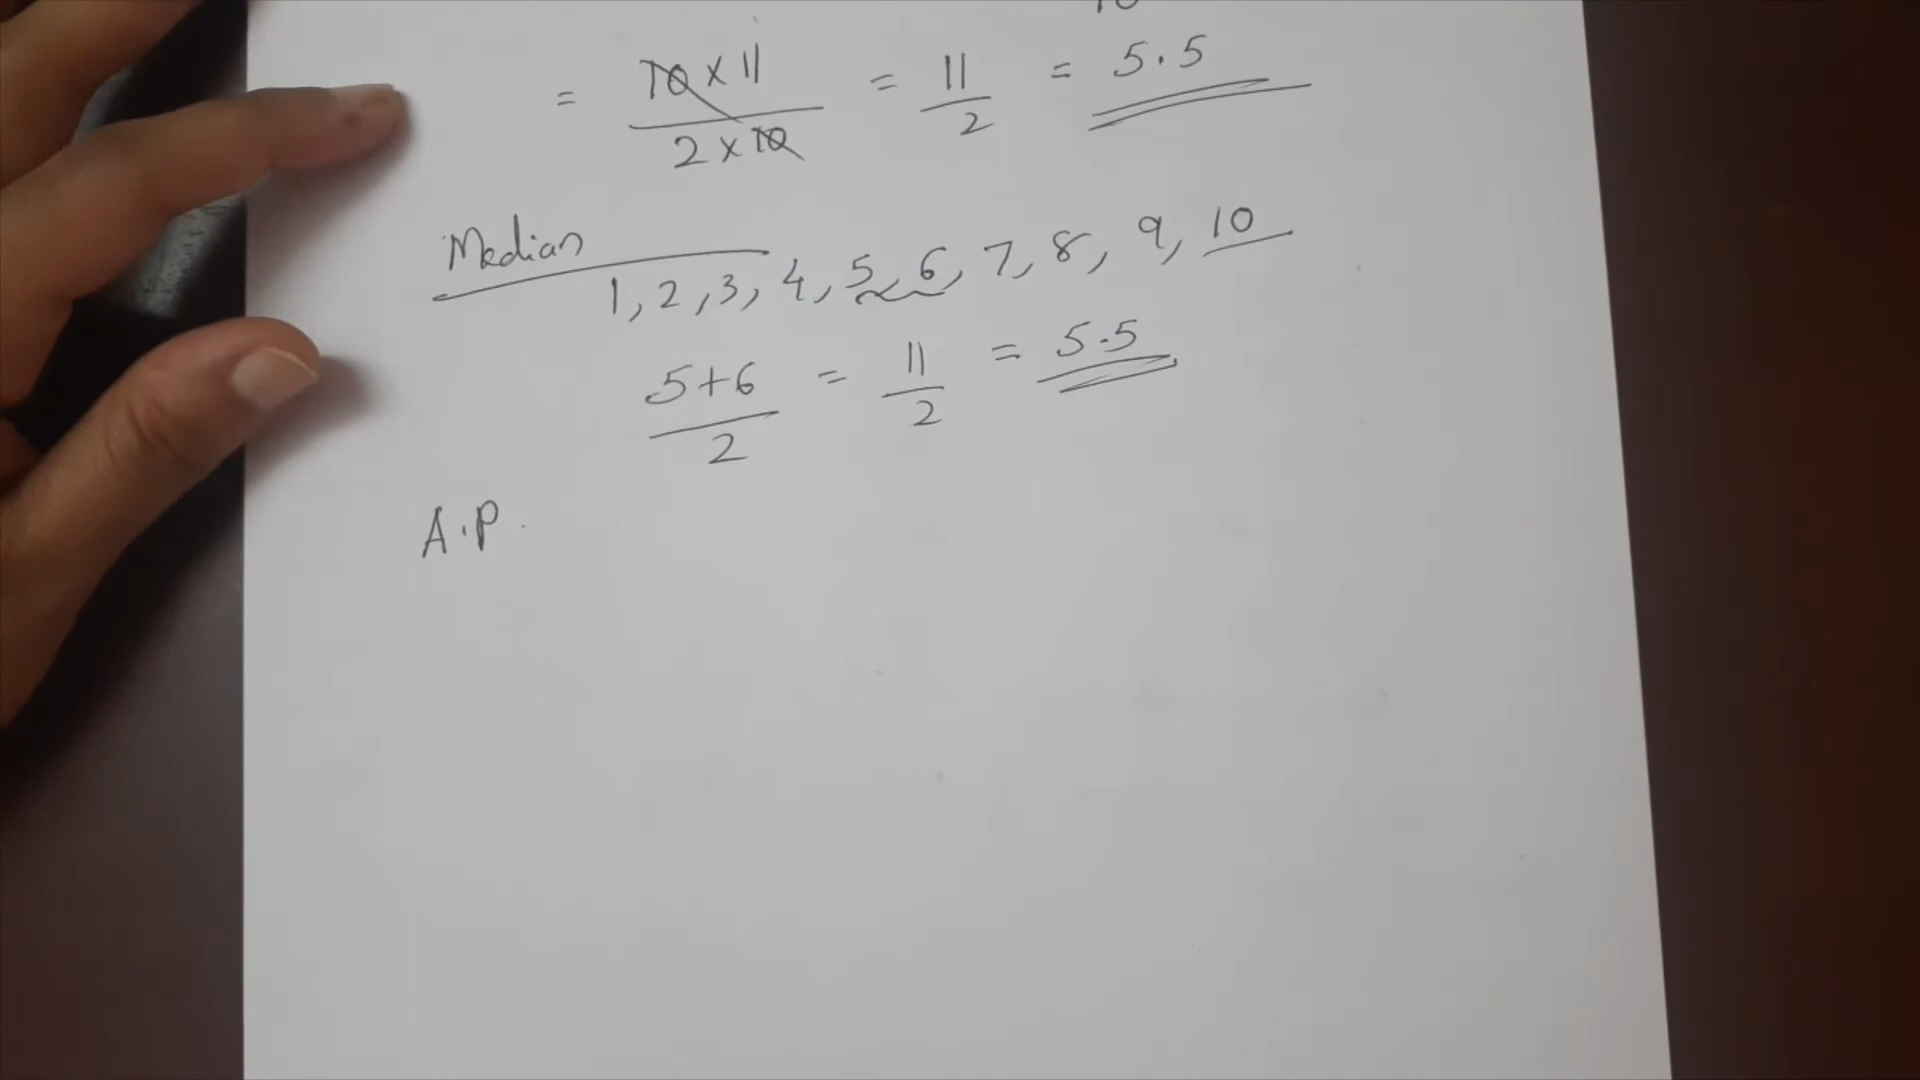 = 10 x 11 / 2 x 10 = 11/2 = 5.5
Median
1, 2, 3, 4, 5, 6, 7, 8, 9, 10
5+6 / 2 = 11/2 = 5.5
A.P.